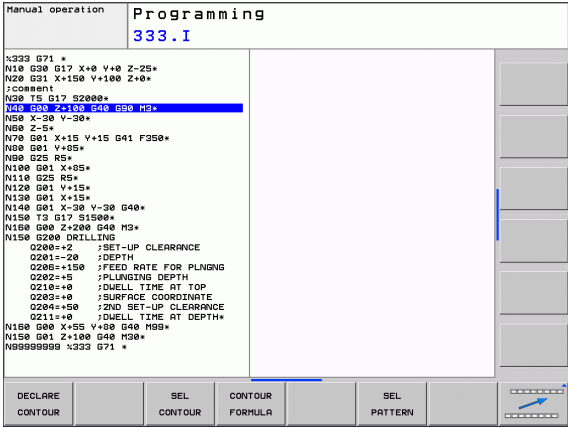 Manual operation
Programming
333.I
%333 G71 *
N10 G30 G17 X+0 Y+0 Z-25*
N20 G31 X+150 Y+100 Z+0*
;comment
N30 T5 G17 S2000*
N40 G00 Z+100 G40 G90 M3*
N50 X-30 Y-30*
N60 Z-5*
N70 G01 X+15 Y+15 G41 F350*
N80 G01 Y+85*
N90 G25 R5*
N100 G01 X+85*
N110 G25 R5*
N120 G01 Y+15*
N130 G01 X+15*
N140 G01 X-30 Y-30 G40*
N150 T3 G17 S1500*
N160 G00 Z+200 G40 M3*
N150 G200 DRILLING
Q200=+2 ;SET-UP CLEARANCE
Q201=-20 ;DEPTH
Q206=+150 ;FEED RATE FOR PLNGNG
Q202=+5 ;PLUNGING DEPTH
Q210=+0 ;DWELL TIME AT TOP
Q203=+0 ;SURFACE COORDINATE
Q204=+50 ;2ND SET-UP CLEARANCE
Q211=+0 ;DWELL TIME AT DEPTH*
N160 G00 X+55 Y+80 G40 M99*
N150 G01 Z+100 G40 M30*
N99999999 %333 G71 *
DECLARE CONTOUR
SEL CONTOUR
CONTOUR FORMULA
SEL PATTERN